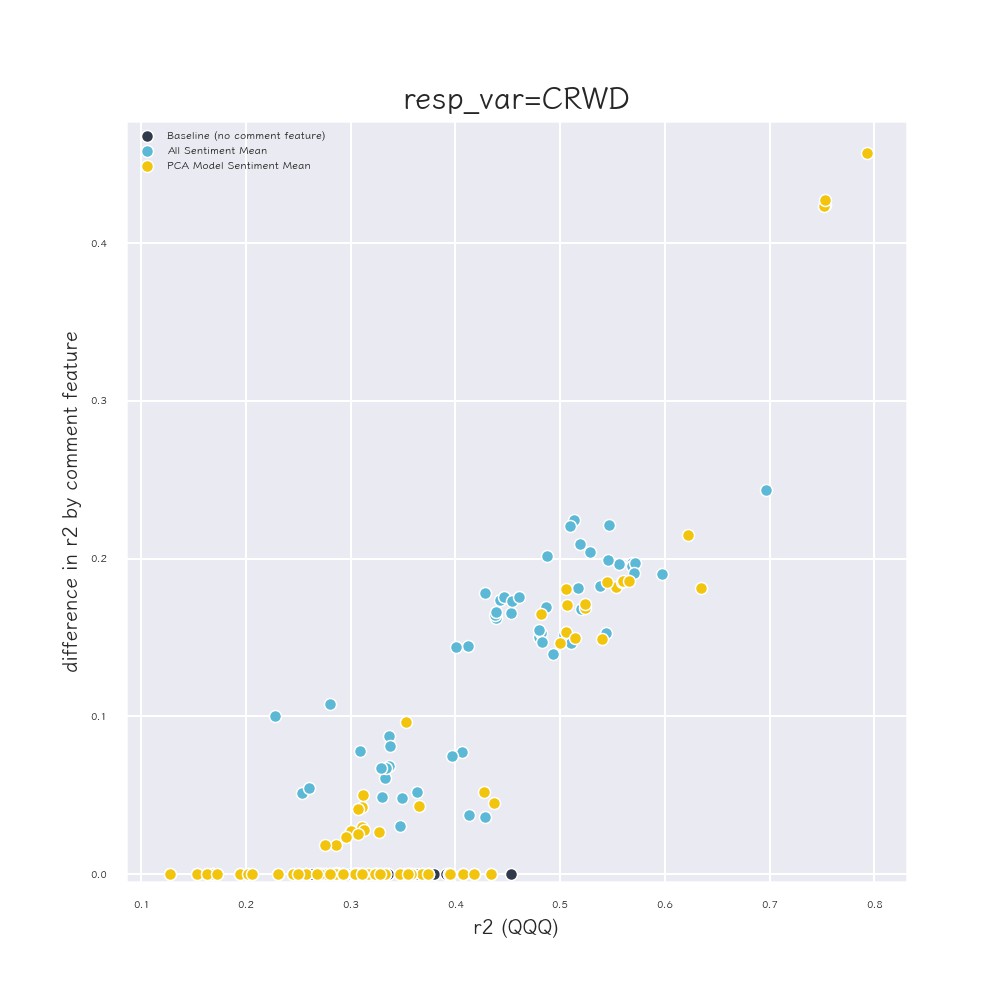 resp_var=CRWD
Baseline (no comment feature)
All Sentiment Mean
PCA Model Sentiment Mean
difference in r2 by comment feature
0.4
0.3
0.2
0.1
0.0
0.1 0.2 0.3 0.4 0.5 0.6 0.7 0.8
r2 (QQQ)